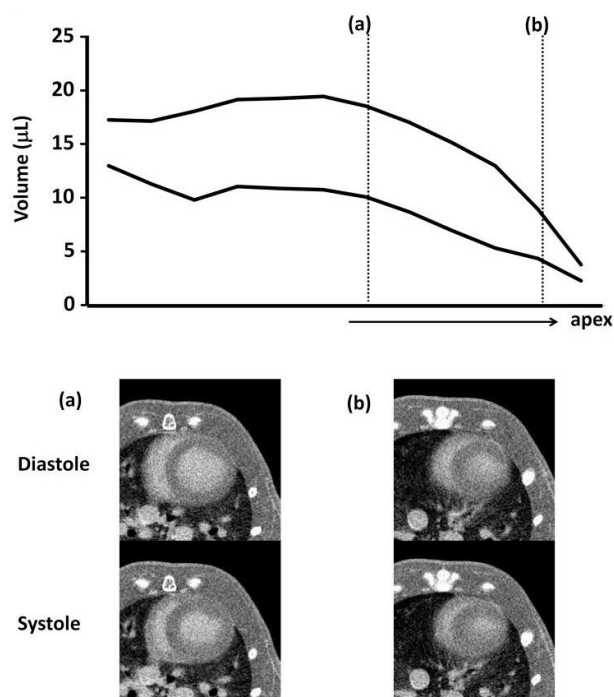 (a) (b)
25
20
15
10
5
0
Volume (µL)
apex
(a) (b)
Diastole
Systole